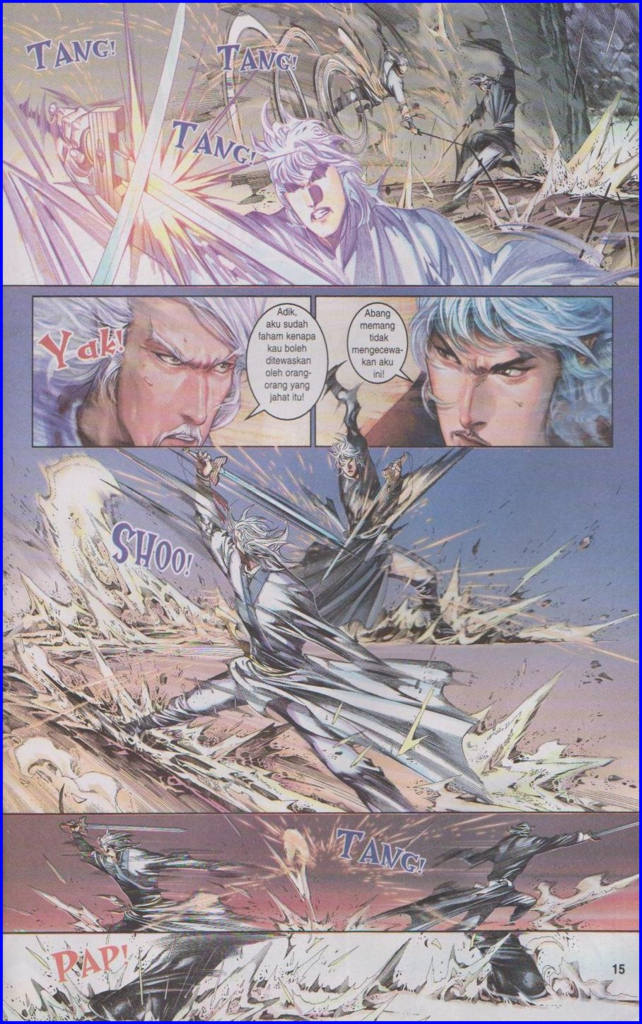 TANG!
TANG!
TANG!
Yak!
Adik,
aku sudah
faham kenapa
kau boleh
ditewaskan
oleh orang-
orang yang
jahat itu!
Abang
memang
tidak
mengecewa-
kan aku
ini!
SHOO!
TANG!
PAP!
15